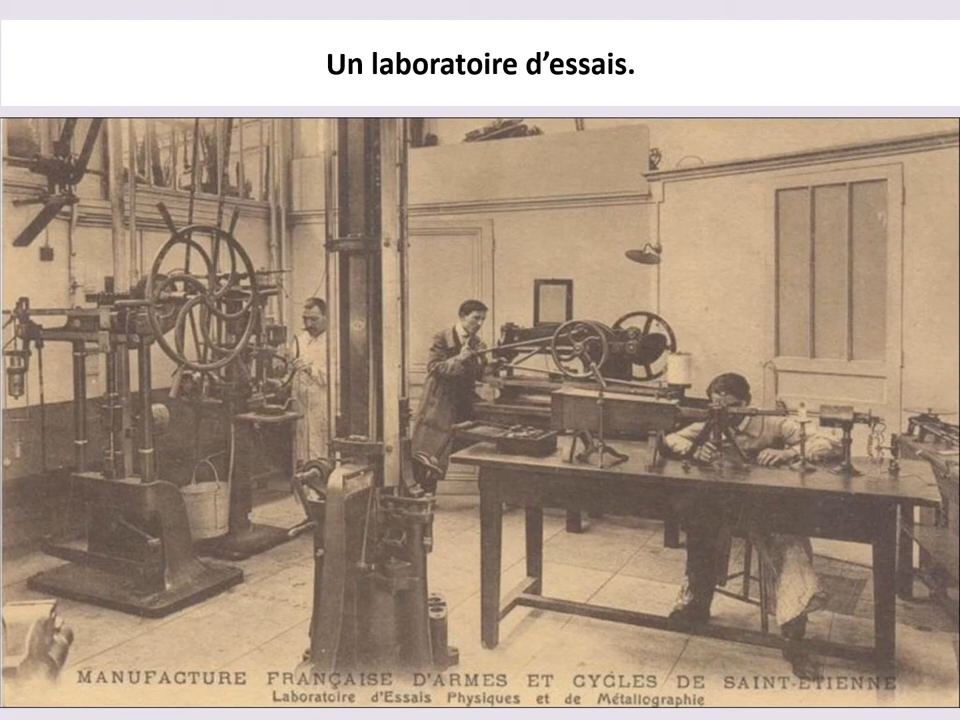 Un laboratoire d’essais.
MANUFACTURE FRANÇAISE D'ARMES ET CYCLES DE SAINT-ETIENNE
Laboratoire d'Essais Physiques et de Métallographie